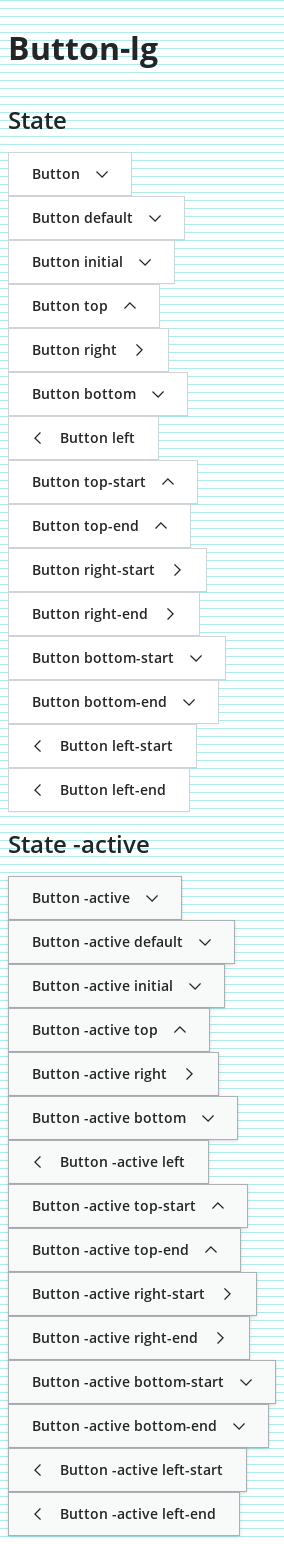 Button-lg
State
Button
Button default
Button initial
Button top
Button right
Button bottom
Button left
Button top-start
Button top-end
Button right-start
Button right-end
Button bottom-start
Button bottom-end
Button left-start
Button left-end
State -active
Button -active
Button -active default
Button -active initial
Button -active top
Button -active right
Button -active bottom
Button -active left
Button -active top-start
Button -active top-end
Button -active right-start
Button -active right-end
Button -active bottom-start
Button -active bottom-end
Button -active left-start
Button -active left-end